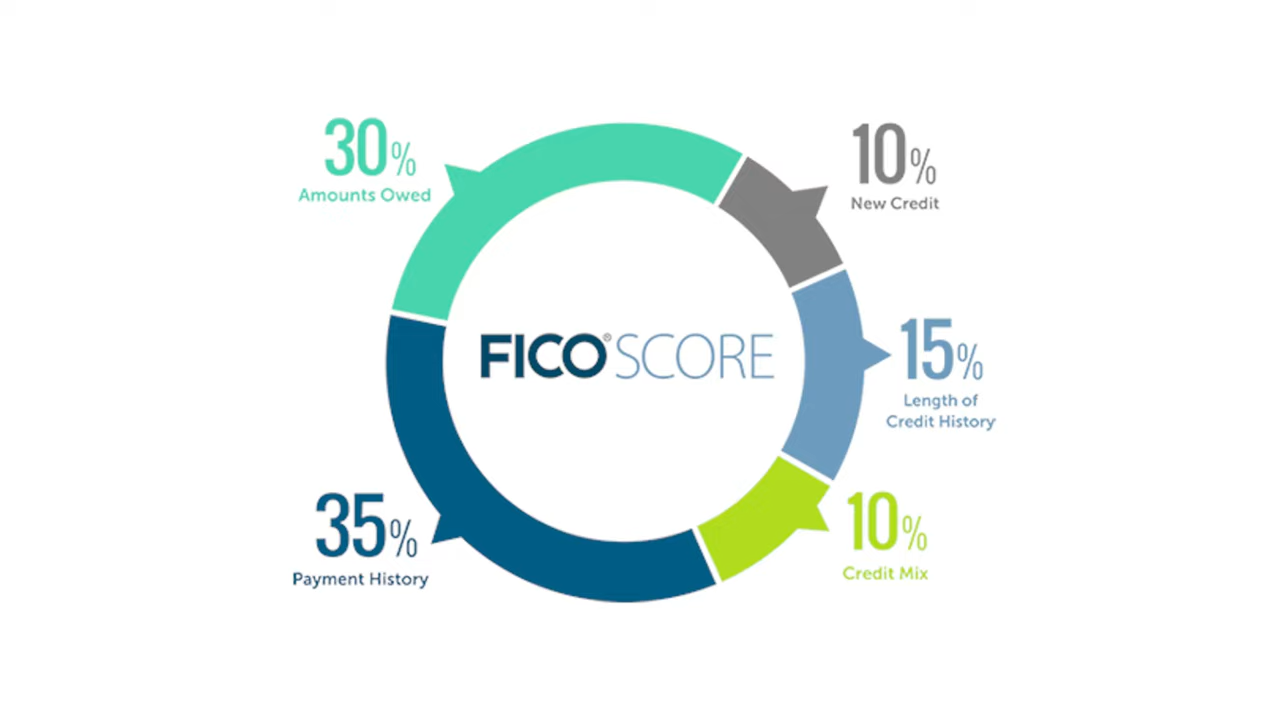 30%
Amounts Owed
10%
New Credit
FICO® SCORE
15%
Length of
Credit History
35%
Payment History
10%
Credit Mix